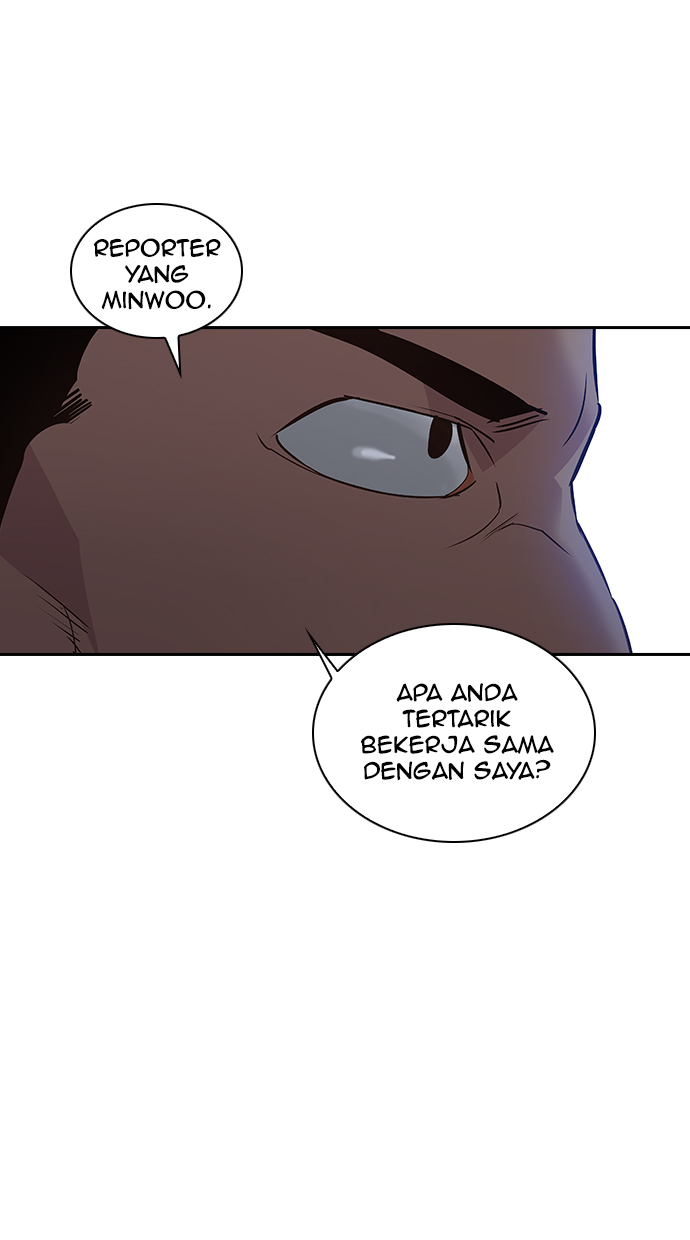 REPORTER
YANG
MINWOO.
APA ANDA
TERTARIK
BEKERJA SAMA
DENGAN SAYA?